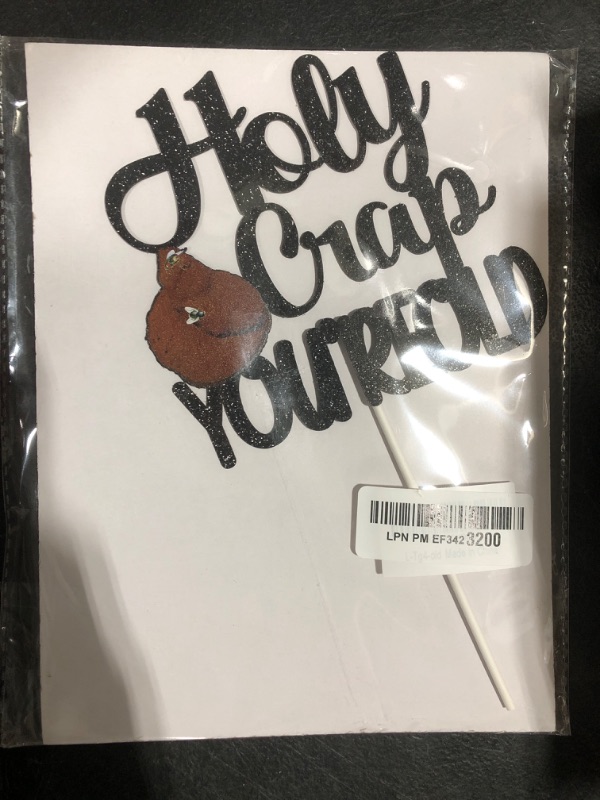 Holy
Crap
YOU'RE OLD
LPN PM EF3423200